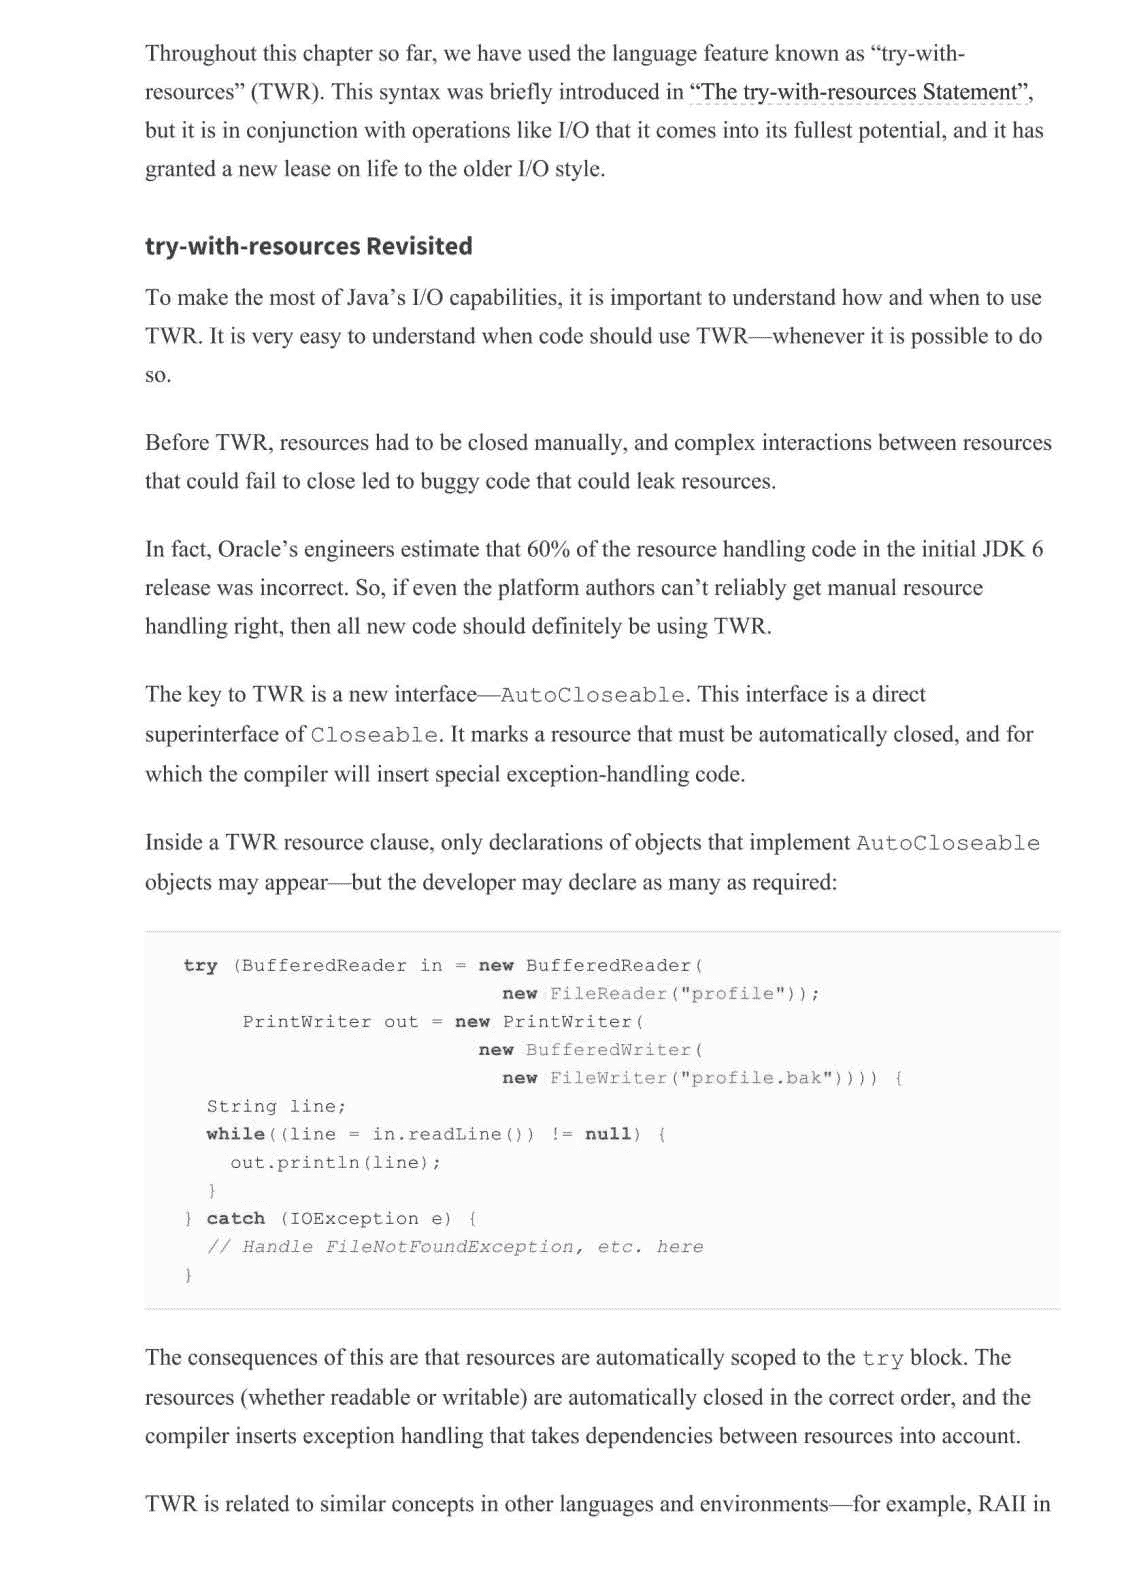 Throughout this chapter so far, we have used the language feature known as “try-with-
resources” (TWR). This syntax was briefly introduced in “The try-with-resources Statement”,
but it is in conjunction with operations like I/O that it comes into its fullest potential, and it has
granted a new lease on life to the older I/O style.
try-with-resources Revisited
To make the most of Java’s I/O capabilities, it is important to understand how and when to use
TWR. It is very easy to understand when code should use TWR—whenever it is possible to do
so.
Before TWR, resources had to be closed manually, and complex interactions between resources
that could fail to close led to buggy code that could leak resources.
In fact, Oracle’s engineers estimate that 60% of the resource handling code in the initial JDK 6
release was incorrect. So, if even the platform authors can’t reliably get manual resource
handling right, then all new code should definitely be using TWR.
The key to TWR is a new interface—AutoCloseable. This interface is a direct
superinterface of Closeable. It marks a resource that must be automatically closed, and for
which the compiler will insert special exception-handling code.
Inside a TWR resource clause, only declarations of objects that implement AutoCloseable
objects may appear—but the developer may declare as many as required:
try (BufferedReader in = new BufferedReader(
new FileReader("profile"));
PrintWriter out = new PrintWriter(
new BufferedWriter(
new FileWriter("profile.bak")))) {
String line;
while((line = in.readLine()) != null) {
out.println(line);
}
} catch (IOException e) {
// Handle FileNotFoundException, etc. here
}
The consequences of this are that resources are automatically scoped to the try block. The
resources (whether readable or writable) are automatically closed in the correct order, and the
compiler inserts exception handling that takes dependencies between resources into account.
TWR is related to similar concepts in other languages and environments—for example, RAII in